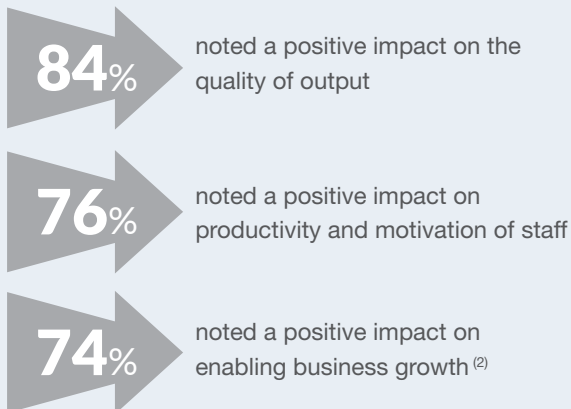 84%
noted a positive impact on the
quality of output
76%
noted a positive impact on
productivity and motivation of staff
74%
noted a positive impact on
enabling business growth (2)